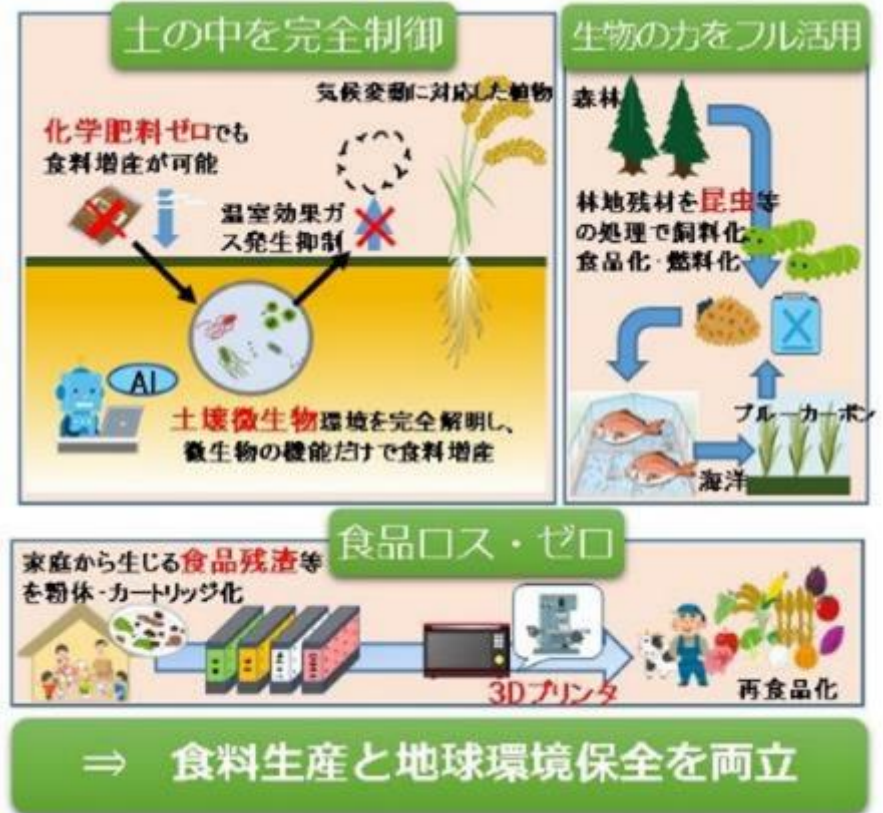 土の中を完全制御
気候変動に対応した植物
化学肥料ゼロでも
食料増産が可能
温室効果ガ
ス発生抑制
AI
土壌微生物環境を完全解明し、
微生物の機能だけで食料増産
生物の力をフル活用
森林
林地残材を昆虫等
の処理で飼料化・
食品化・燃料化
ブルーカーボン
海洋
食品ロス・ゼロ
家庭から生じる食品残渣等
を粉体・カートリッジ化
3Dプリンタ
再食品化
⇒ 食料生産と地球環境保全を両立